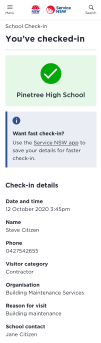 Menu
NSW
Service
NSW
Search
School Check-in
You've checked-in
Pinetree High School
Want fast check-in?
Use the Service NSW app to
save your details for faster
check-in.
Check-in details
Date and time
12 October 2020 3:45pm
Name
Steve Citizen
Phone
0427542655
Visitor category
Contractor
Organisation
Building Maintenance Services
Reason for visit
Building maintenance
School contact
Jane Citizen